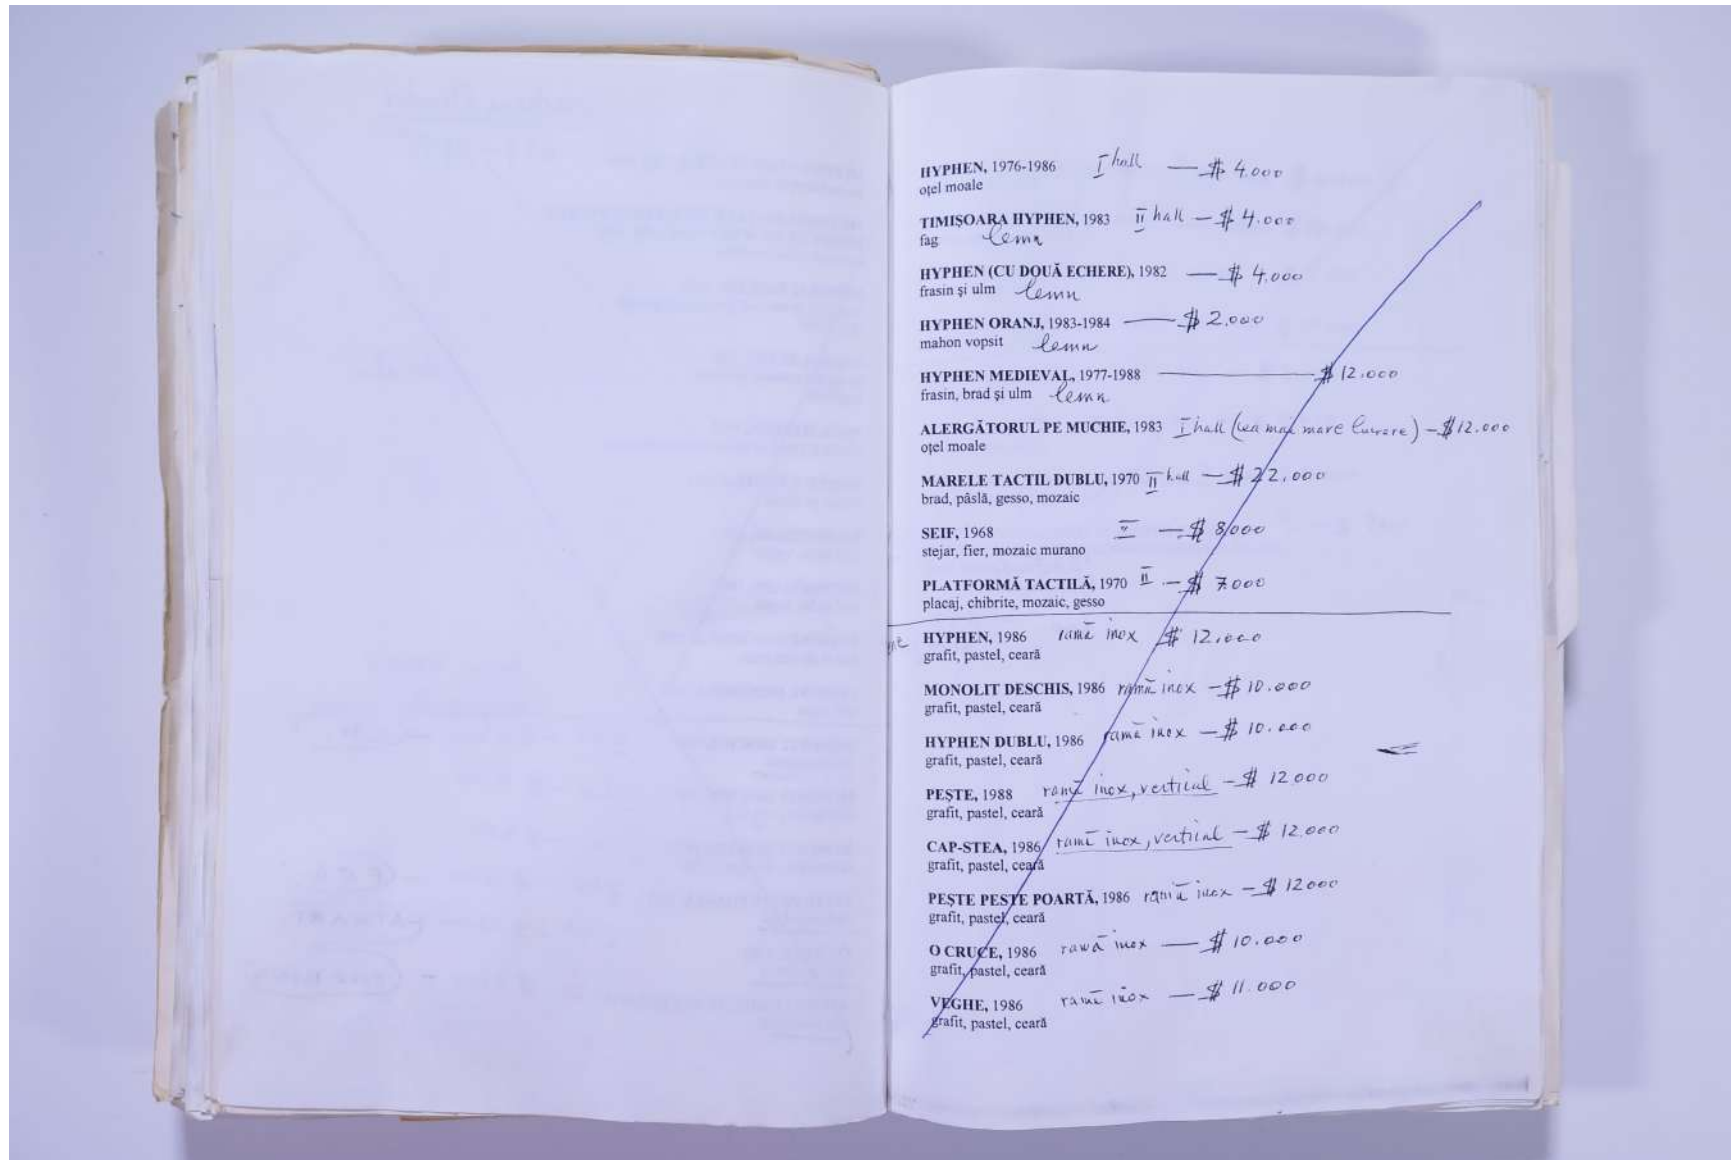 HYPHEN, 1976-1986 I hall — $ 4.000
oțel moale
TIMIȘOARA HYPHEN, 1983 II hall — $ 4.000
fag lemn
HYPHEN (CU DOUĂ ECHERE), 1982 — $ 4.000
frasin și ulm lemn
HYPHEN ORANJ, 1983-1984 — $ 2.000
mahon vopsit lemn
HYPHEN MEDIEVAL, 1977-1988 — $ 12.000
frasin, brad și ulm lemn
ALERGĂTORUL PE MUCHIE, 1983 I hall (cea mai mare lucrare) — $ 12.000
oțel moale
MARELE TACTIL DUBLU, 1970 II hall — $ 22.000
brad, pâslă, gesso, mozaic
SEIF, 1968 II — $ 8.000
stejar, fier, mozaic murano
PLATFORMĂ TACTILĂ, 1970 II — $ 7.000
placaj, chibrite, mozaic, gesso
HYPHEN, 1986 ramă inox $ 12.000
grafit, pastel, ceară
MONOLIT DESCHIS, 1986 ramă inox — $ 10.000
grafit, pastel, ceară
HYPHEN DUBLU, 1986 ramă inox — $ 10.000
grafit, pastel, ceară
PEȘTE, 1988 ramă inox, vertical — $ 12.000
grafit, pastel, ceară
CAP-STEA, 1986 ramă inox, vertical — $ 12.000
grafit, pastel, ceară
PEȘTE PESTE POARTĂ, 1986 ramă inox — $ 12000
grafit, pastel, ceară
O CRUCE, 1986 ramă inox — $ 10.000
grafit, pastel, ceară
VEGHE, 1986 ramă inox — $ 11.000
grafit, pastel, ceară